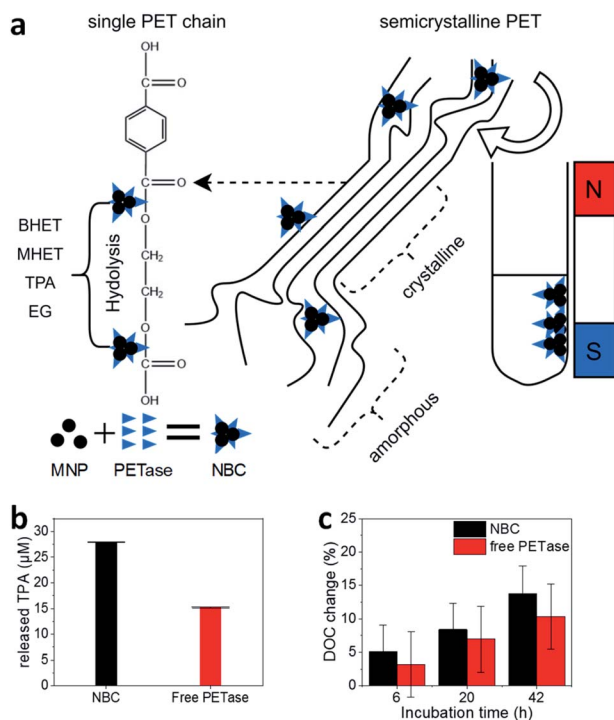 a
single PET chain
semicrystalline PET
OH
C
O
C
O
O
CH2
CH2
O
C
O
OH
BHET
MHET
TPA
EG
Hydolysis
crystalline
amorphous
N
S
MNP + PETase = NBC
b
released TPA (µM)
30
25
20
15
10
5
0
NBC
Free PETase
c
DOC change (%)
25
20
15
10
5
0
NBC
free PETase
6
20
42
Incubation time (h)